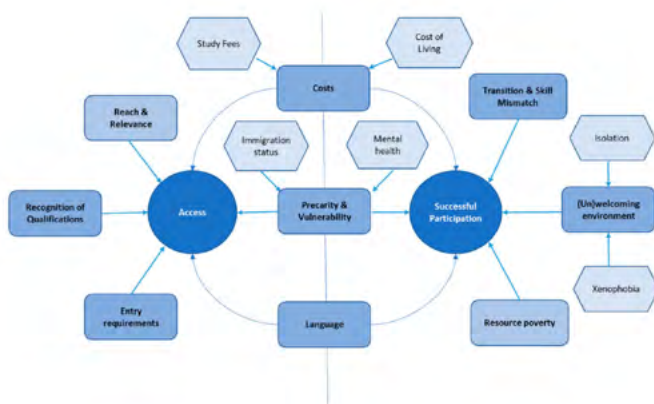 Study Fees
Cost of
Living
Costs
Transition & Skill
Mismatch
Reach &
Relevance
Immigration
status
Mental
health
Isolation
Recognition of
Qualifications
Access
Precarity &
Vulnerability
Successful
Participation
(Un)welcoming
environment
Xenophobia
Entry
requirements
Language
Resource poverty